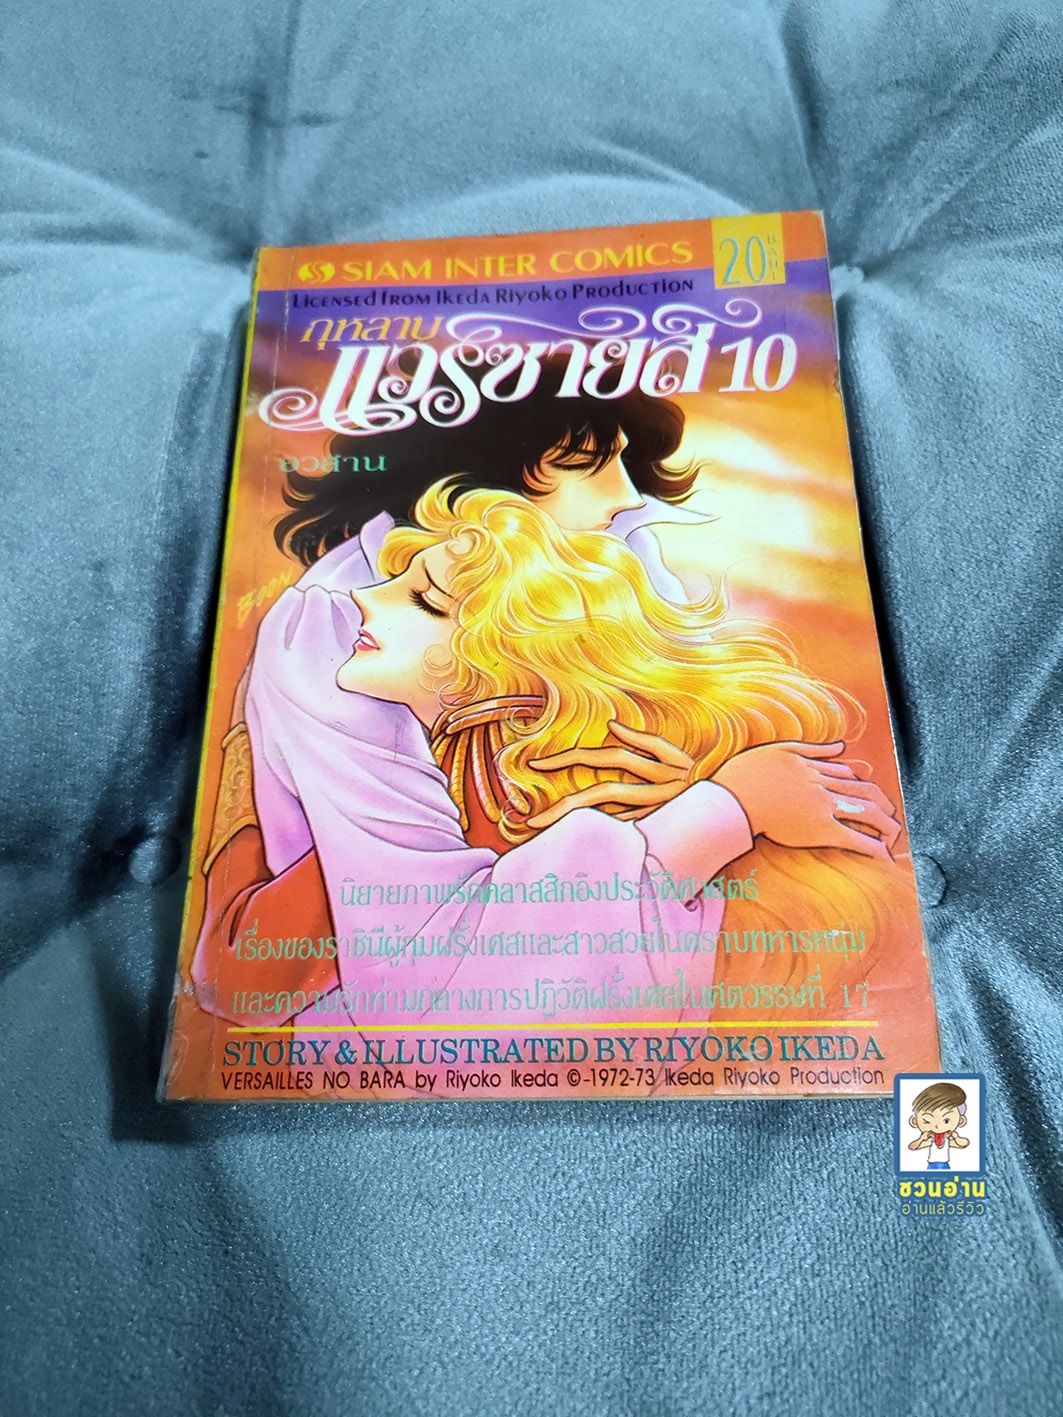 SIAM INTER COMICS
20 BAHT
LICENSED FROM IKEDA RIYOKO PRODUCTION
กุหลาบ
แวร์ซายส์ 10
อวสาน
BOON
นิยายภาพรักคลาสสิกอิงประวัติศาสตร์
เรื่องของราชินีผู้กุมฝรั่งเศสและสาวสวยในคราบทหารหนุ่ม
และความรักท่ามกลางการปฏิวัติฝรั่งเศสในศตวรรษที่ 17
STORY & ILLUSTRATED BY RIYOKO IKEDA
VERSAILLES NO BARA by Riyoko Ikeda ©-1972-73 Ikeda Riyoko Production
ชวนอ่าน
อ่านแล้วรีวิว